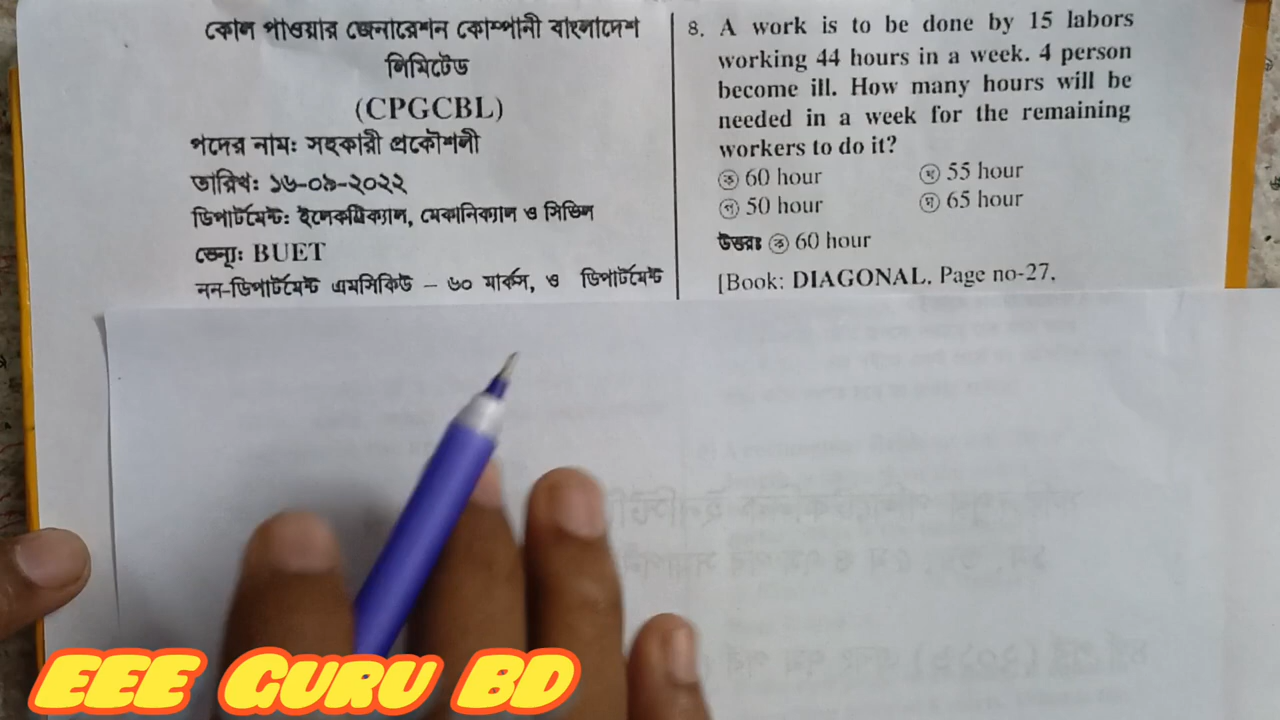 কোল পাওয়ার জেনারেশন কোম্পানী বাংলাদেশ
লিমিটেড
(CPGCBL)
পদের নাম: সহকারী প্রকৌশলী
তারিখ: ১৬-০৯-২০২২
ডিপার্টমেন্ট: ইলেকট্রিক্যাল, মেকানিক্যাল ও সিভিল
ভেন্যু: BUET
নন-ডিপার্টমেন্ট এমসিকিউ – ৬০ মার্কস, ও ডিপার্টমেন্ট
8. A work is to be done by 15 labors
working 44 hours in a week. 4 person
become ill. How many hours will be
needed in a week for the remaining
workers to do it?
ক 60 hour খ 55 hour
গ 50 hour ঘ 65 hour
উত্তরঃ ক 60 hour
[Book: DIAGONAL. Page no-27,
EEE GURU BD